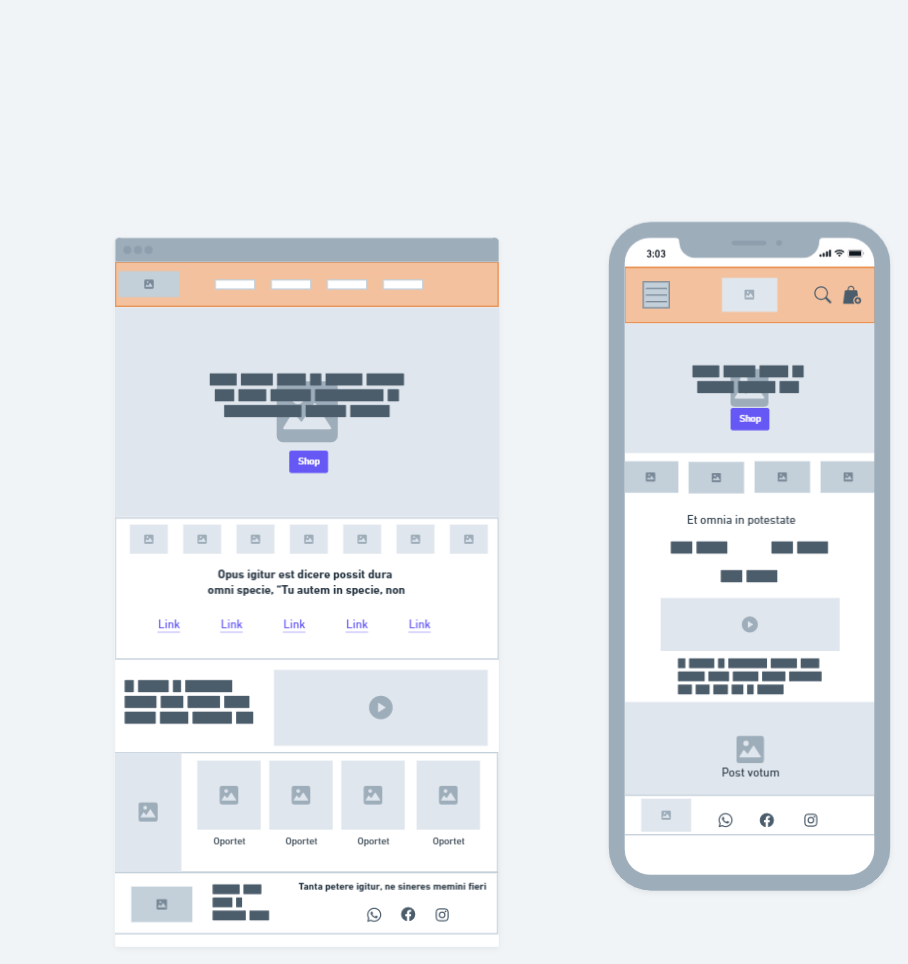 Shop
Opus igitur est dicere possit dura
omni specie, "Tu autem in specie, non
Link Link Link Link Link
Oportet Oportet Oportet Oportet
Tanta petere igitur, ne sineres memini fieri
3:03
Shop
Et omnia in potestate
Post votum